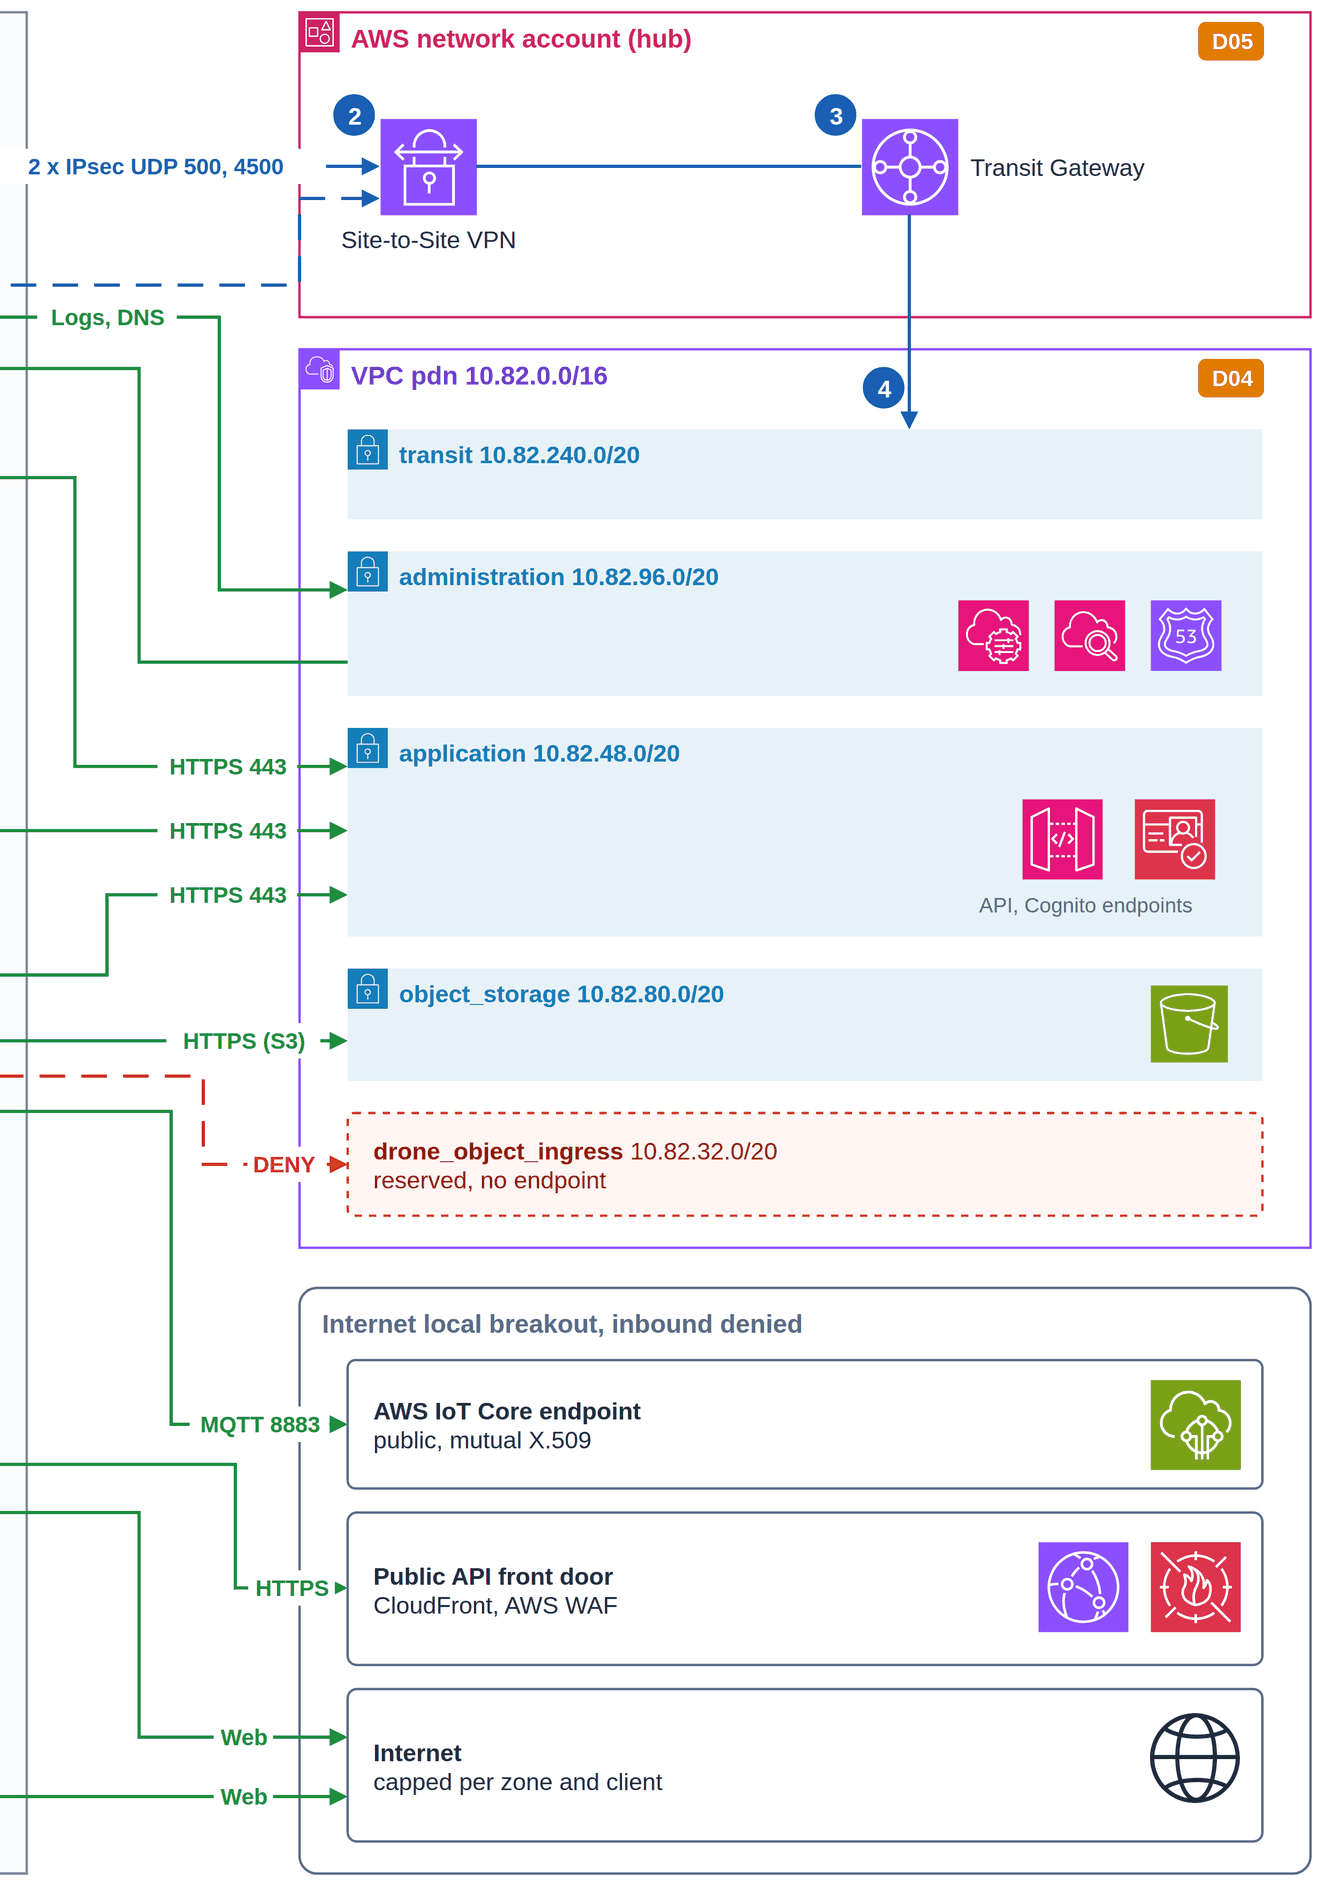 AWS network account (hub)
D05
2
3
2 x IPsec UDP 500, 4500
Transit Gateway
Site-to-Site VPN
Logs, DNS
VPC pdn 10.82.0.0/16
D04
4
transit 10.82.240.0/20
administration 10.82.96.0/20
53
application 10.82.48.0/20
HTTPS 443
HTTPS 443
</>
HTTPS 443
API, Cognito endpoints
object_storage 10.82.80.0/20
HTTPS (S3)
drone_object_ingress 10.82.32.0/20
DENY
reserved, no endpoint
Internet local breakout, inbound denied
AWS IoT Core endpoint
MQTT 8883
public, mutual X.509
Public API front door
HTTPS
CloudFront, AWS WAF
Web
Internet
capped per zone and client
Web